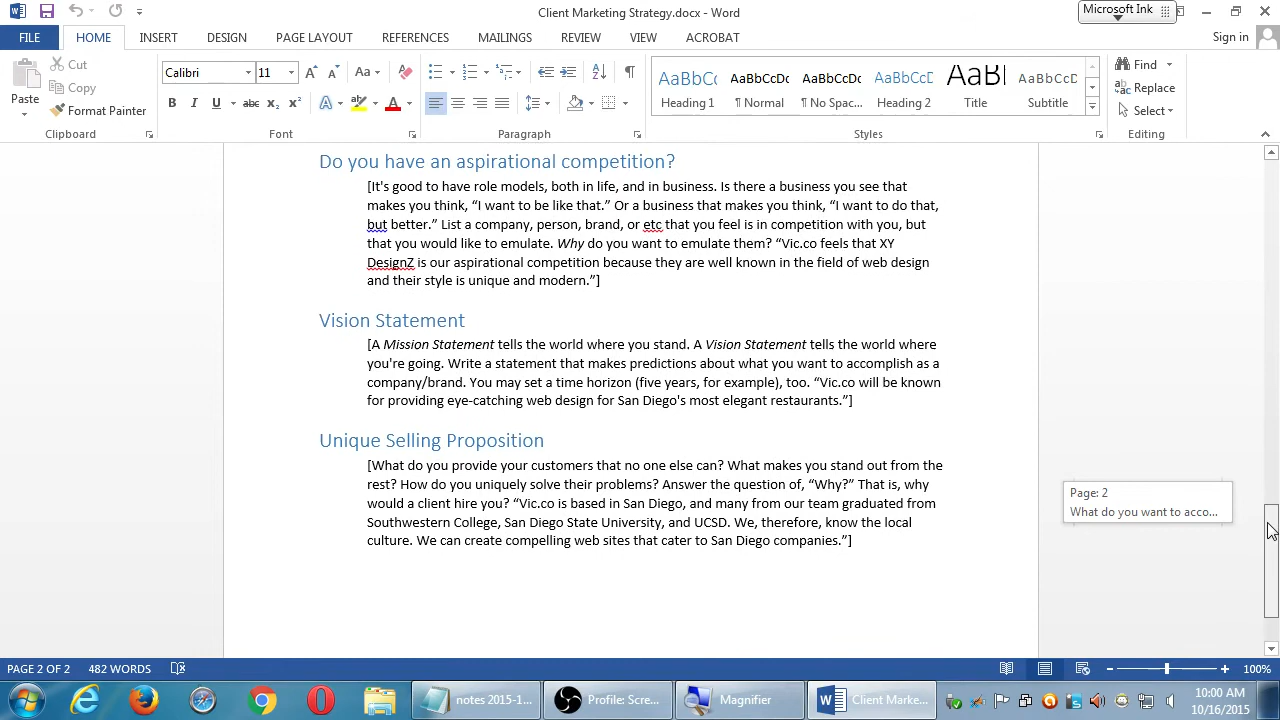 Client Marketing Strategy.docx - Word
Microsoft Ink
FILE HOME INSERT DESIGN PAGE LAYOUT REFERENCES MAILINGS REVIEW VIEW ACROBAT
Sign in
Paste
Cut
Copy
Format Painter
Clipboard
Calibri 11
Font
Paragraph
AaBbCc AaBbCcDc AaBbCcDc AaBbCcD AaB AaBbCcD
Heading 1 ¶ Normal ¶ No Spac... Heading 2 Title Subtitle
Styles
Find
Replace
Select
Editing
Do you have an aspirational competition?
[It's good to have role models, both in life, and in business. Is there a business you see that
makes you think, “I want to be like that.” Or a business that makes you think, “I want to do that,
but better.” List a company, person, brand, or etc that you feel is in competition with you, but
that you would like to emulate. Why do you want to emulate them? “Vic.co feels that XY
DesignZ is our aspirational competition because they are well known in the field of web design
and their style is unique and modern.”]
Vision Statement
[A Mission Statement tells the world where you stand. A Vision Statement tells the world where
you're going. Write a statement that makes predictions about what you want to accomplish as a
company/brand. You may set a time horizon (five years, for example), too. “Vic.co will be known
for providing eye-catching web design for San Diego's most elegant restaurants.”]
Unique Selling Proposition
[What do you provide your customers that no one else can? What makes you stand out from the
rest? How do you uniquely solve their problems? Answer the question of, “Why?” That is, why
would a client hire you? “Vic.co is based in San Diego, and many from our team graduated from
Southwestern College, San Diego State University, and UCSD. We, therefore, know the local
culture. We can create compelling web sites that cater to San Diego companies.”]
Page: 2
What do you want to acco...
PAGE 2 OF 2 482 WORDS
100%
notes 2015-1...
Profile: Scre...
Magnifier
Client Marke...
10:00 AM
10/16/2015